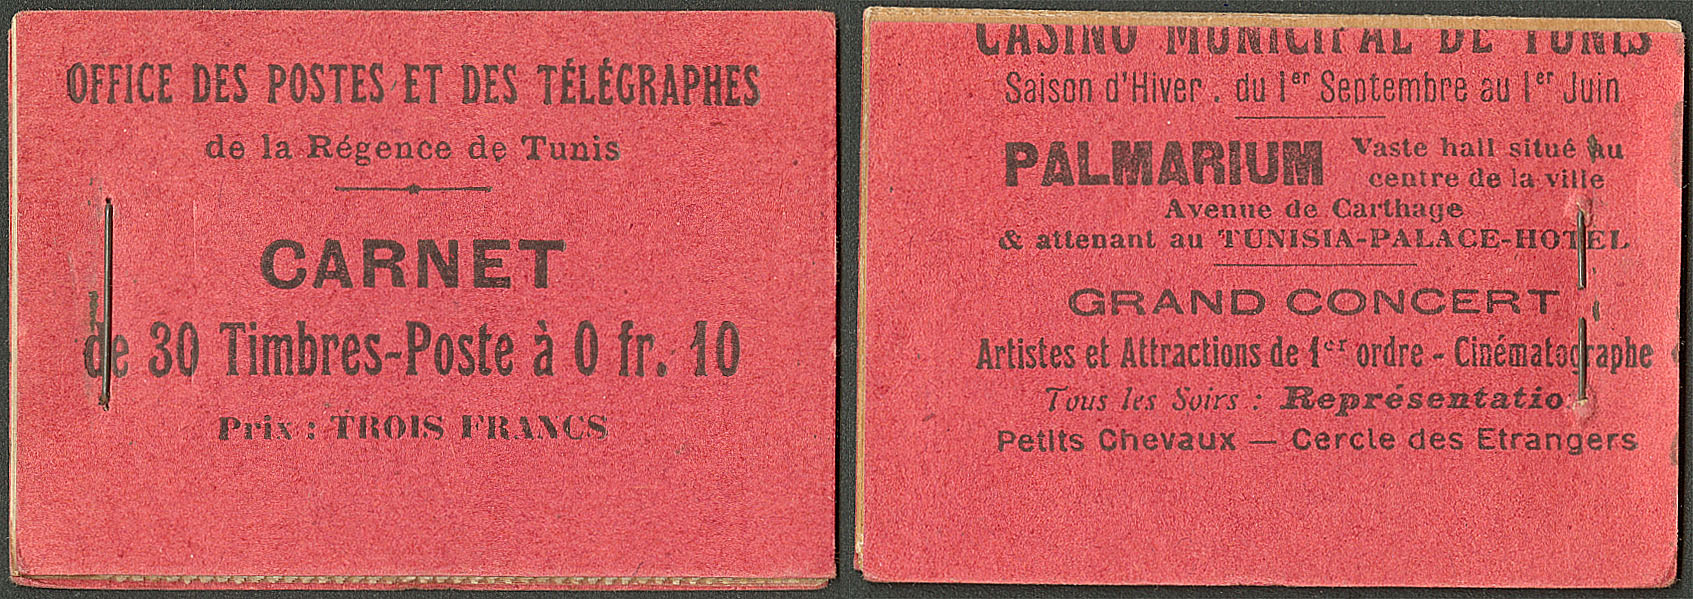 OFFICE DES POSTES ET DES TÉLÉGRAPHES
de la Régence de Tunis
CARNET
de 30 Timbres-Poste à 0 fr. 10
Prix : TROIS FRANCS
CASINO MUNICIPAL DE TUNIS
Saison d'Hiver . du 1er Septembre au 1er Juin
PALMARIUM
Vaste hall situé au
centre de la ville
Avenue de Carthage
& attenant au TUNISIA-PALACE-HOTEL
GRAND CONCERT
Artistes et Attractions de 1er ordre - Cinématographe
Tous les Soirs : Représentatio
Petits Chevaux — Cercle des Etrangers